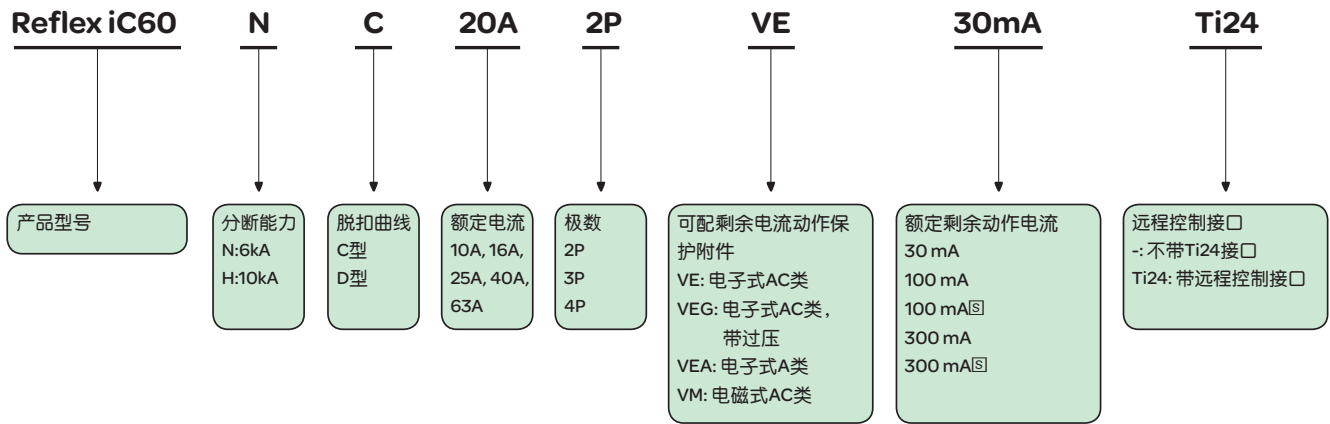 Reflex iC60 N C 20A 2P VE 30mA Ti24
产品型号
分断能力
N:6kA
H:10kA
脱扣曲线
C型
D型
额定电流
10A, 16A,
25A, 40A,
63A
极数
2P
3P
4P
可配剩余电流动作保
护附件
VE: 电子式AC类
VEG: 电子式AC类，
带过压
VEA: 电子式A类
VM: 电磁式AC类
额定剩余动作电流
30 mA
100 mA
100 mA🅂
300 mA
300 mA🅂
远程控制接口
-: 不带Ti24接口
Ti24: 带远程控制接口